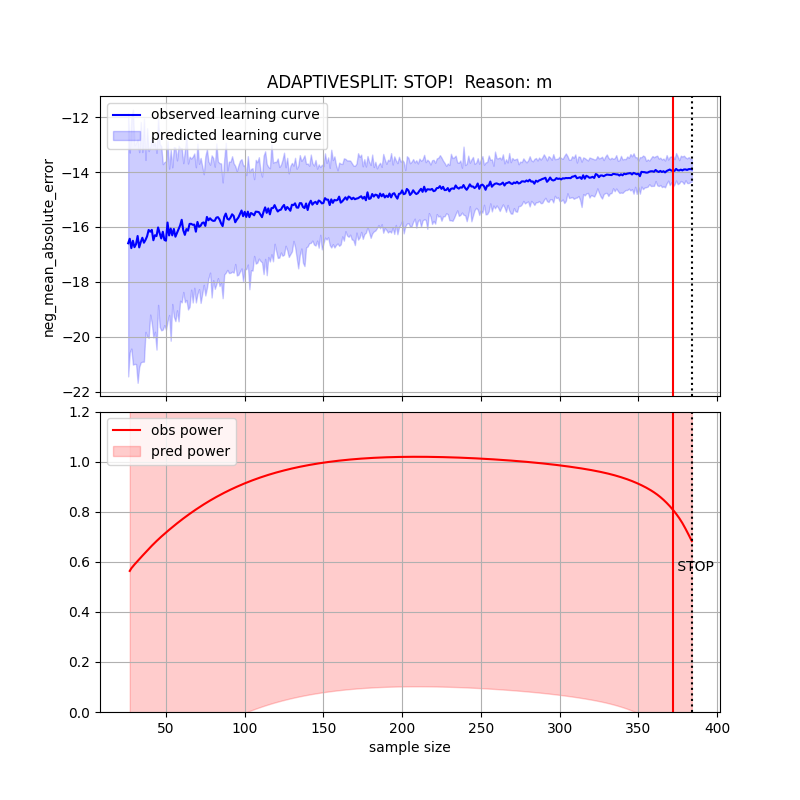 ADAPTIVESPLIT: STOP!  Reason: m
observed learning curve
predicted learning curve
neg_mean_absolute_error
−12
−14
−16
−18
−20
−22
obs power
pred power
1.2
1.0
0.8
0.6
0.4
0.2
0.0
STOP
50 100 150 200 250 300 350 400
sample size